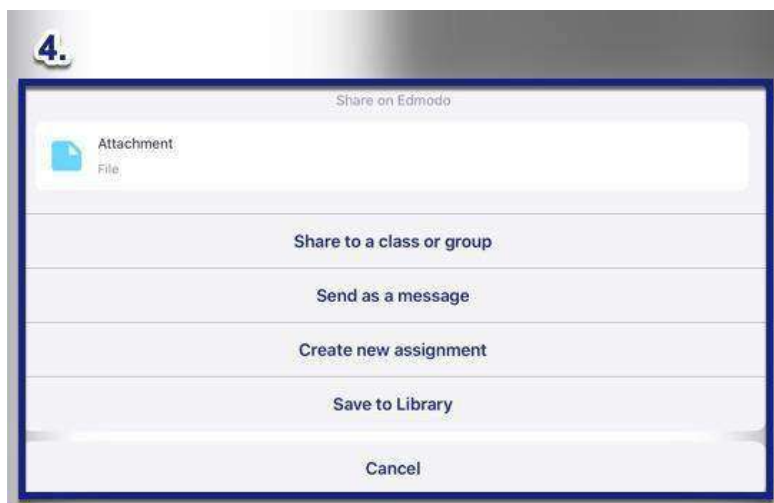 4.
Share on Edmodo
Attachment
File
Share to a class or group
Send as a message
Create new assignment
Save to Library
Cancel